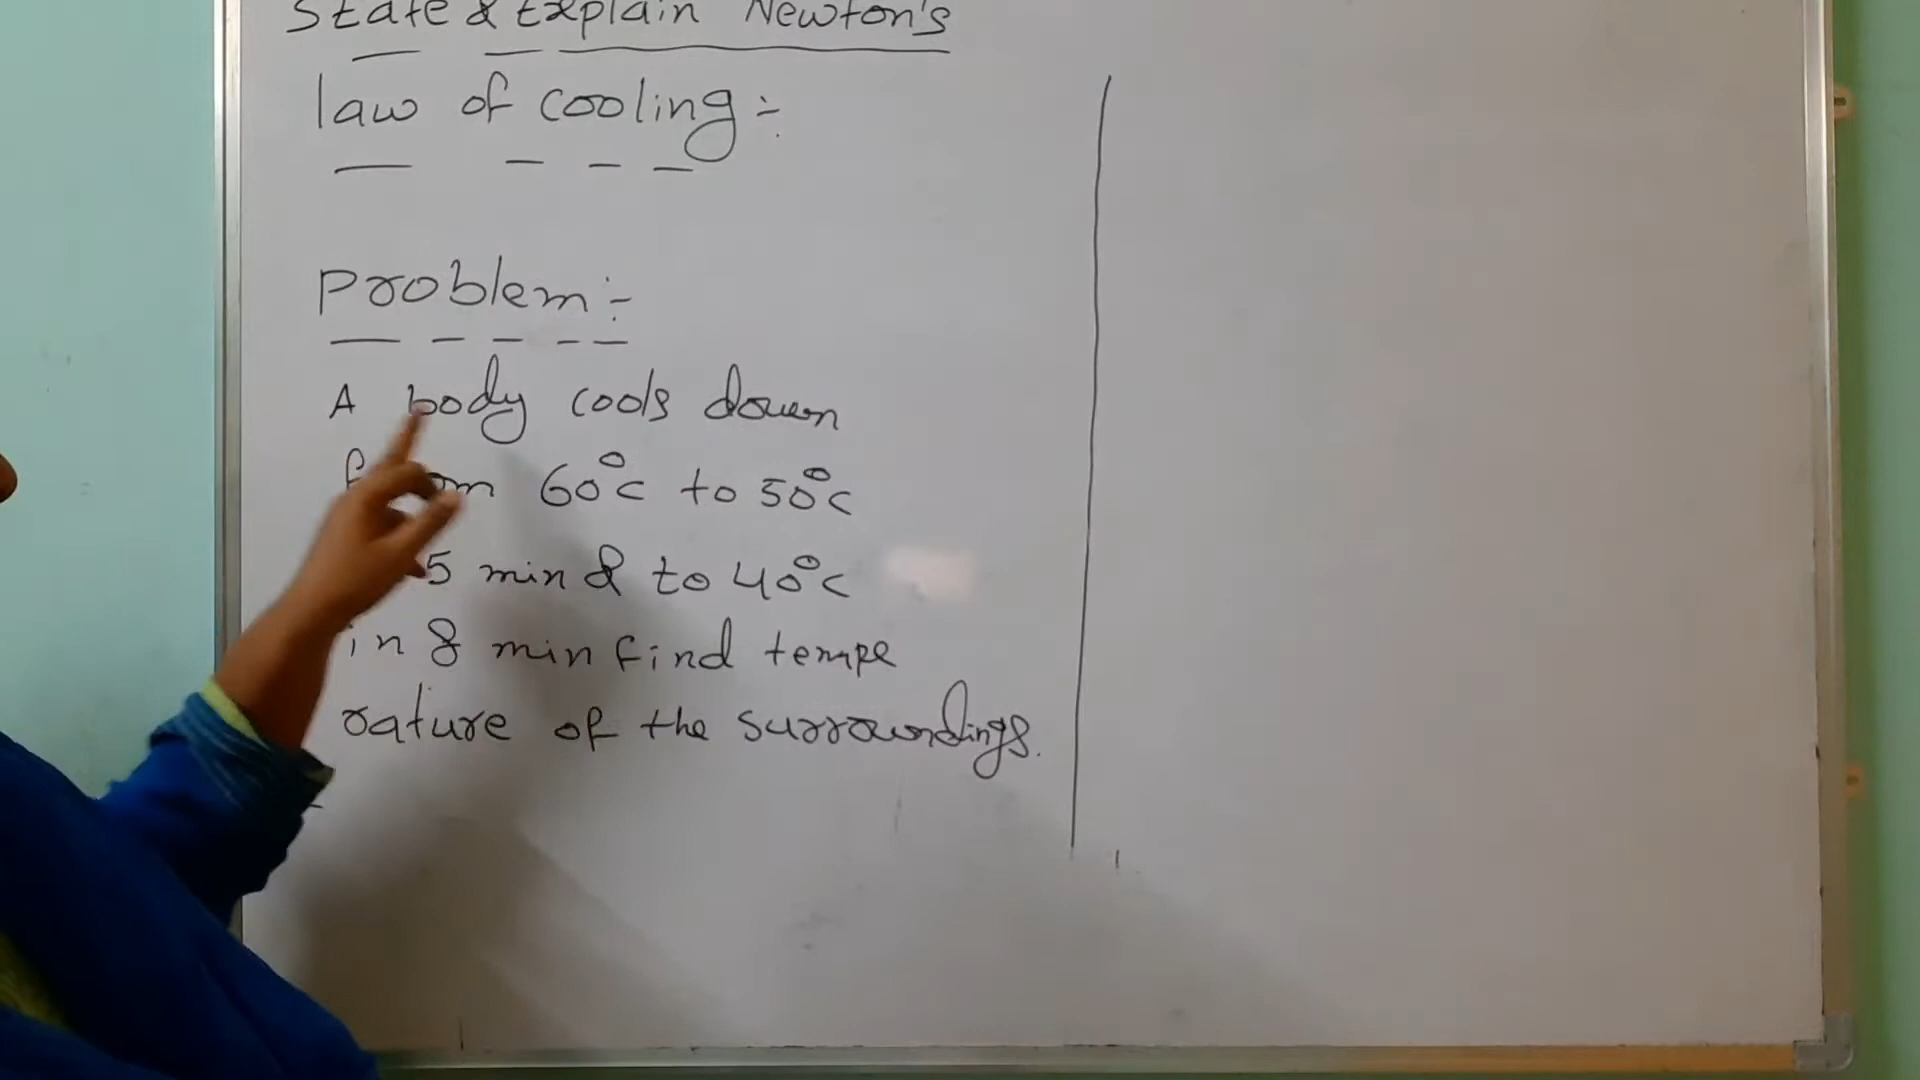 State & Explain Newton's
law of cooling :-
Problem :-
A body cools down
60°c to 50°c
5 min & to 40°c
in 8 min find tempe
rature of the surroundings.